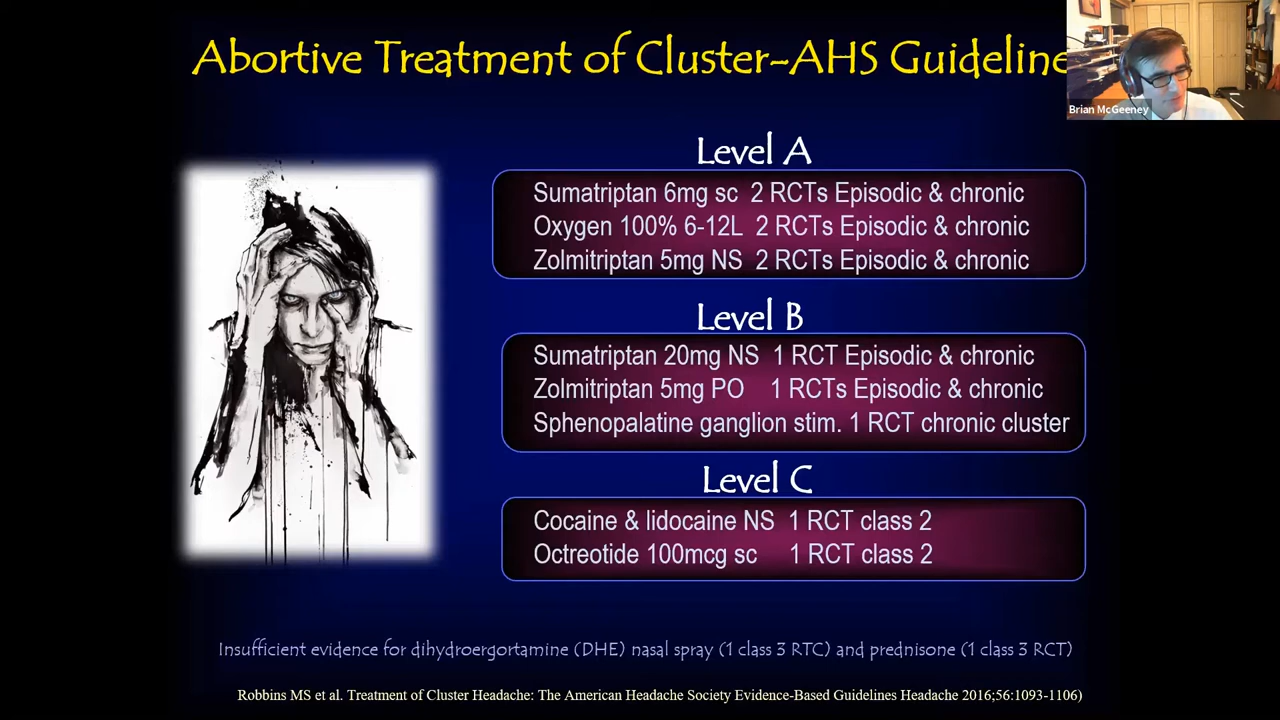 Abortive Treatment of Cluster-AHS Guideline
Brian McGeeney
Level A
Sumatriptan 6mg sc 2 RCTs Episodic & chronic
Oxygen 100% 6-12L 2 RCTs Episodic & chronic
Zolmitriptan 5mg NS 2 RCTs Episodic & chronic
Level B
Sumatriptan 20mg NS 1 RCT Episodic & chronic
Zolmitriptan 5mg PO 1 RCTs Episodic & chronic
Sphenopalatine ganglion stim. 1 RCT chronic cluster
Level C
Cocaine & lidocaine NS 1 RCT class 2
Octreotide 100mcg sc 1 RCT class 2
Insufficient evidence for dihydroergortamine (DHE) nasal spray (1 class 3 RTC) and prednisone (1 class 3 RCT)
Robbins MS et al. Treatment of Cluster Headache: The American Headache Society Evidence-Based Guidelines Headache 2016;56:1093-1106)